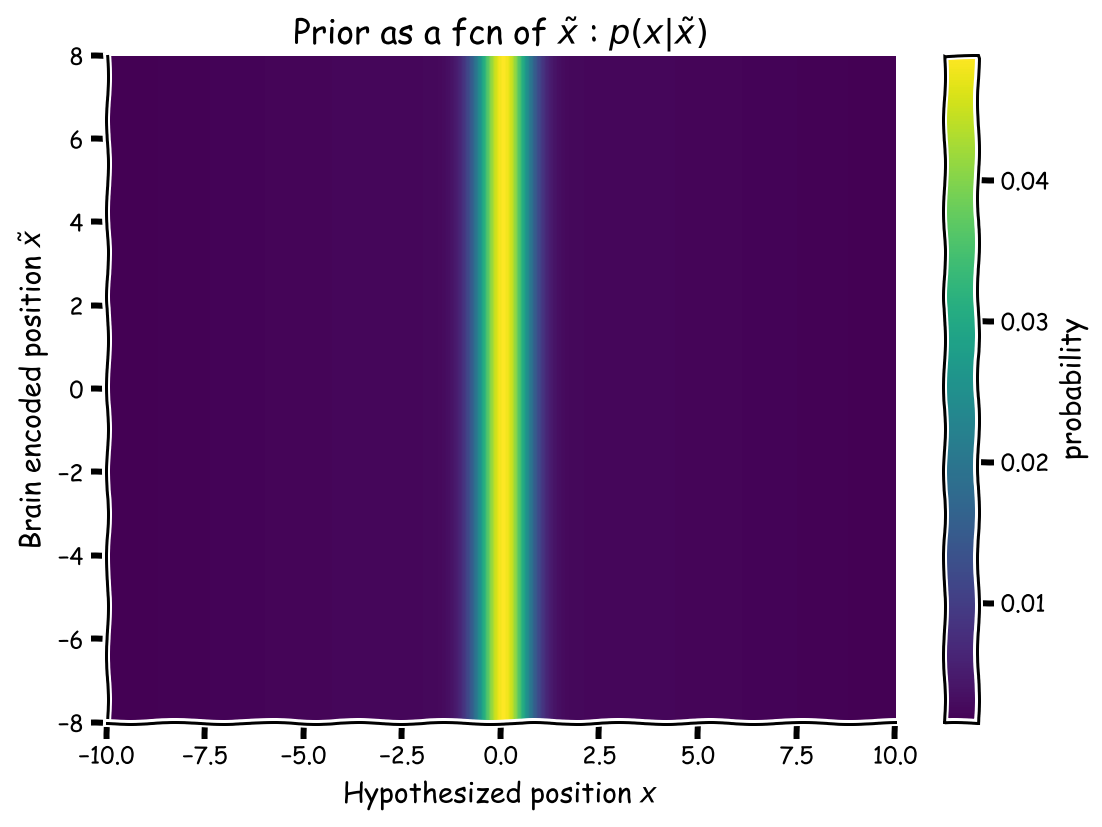 Prior as a fcn of x̃ : p(x|x̃)
8
6
4
2
0
−2
−4
−6
−8
Brain encoded position x̃
−10.0 −7.5 −5.0 −2.5 0.0 2.5 5.0 7.5 10.0
Hypothesized position x
0.04
0.03
0.02
0.01
probability